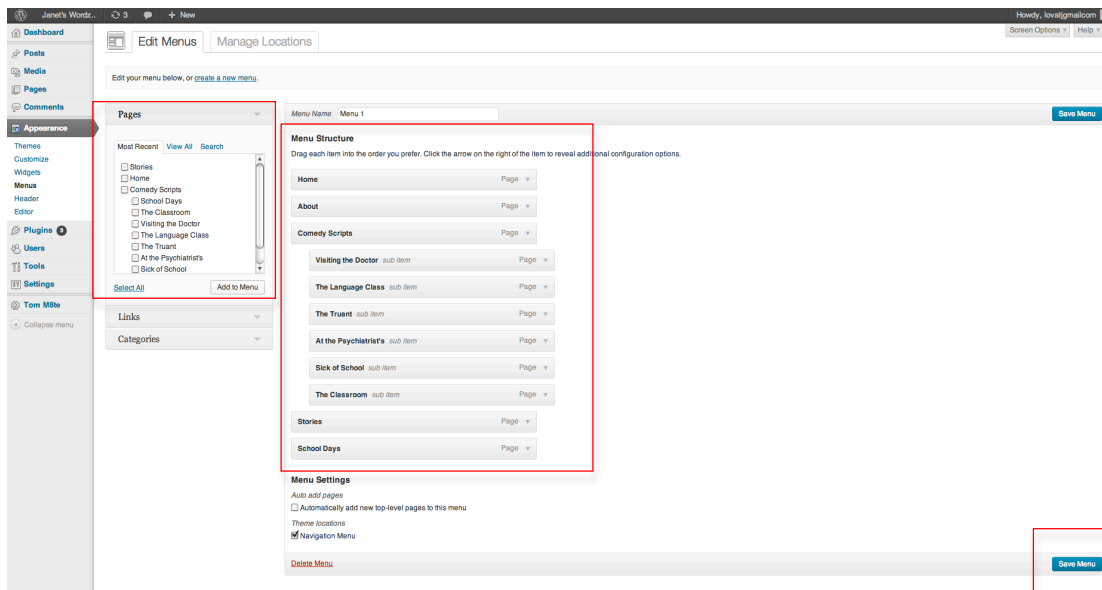 Janet's Wordz.. 3 + New Howdy, lovatjgmailcom
Screen Options Help
Dashboard
Posts
Media
Pages
Comments
Appearance
Themes
Customize
Widgets
Menus
Header
Editor
Plugins 3
Users
Tools
Settings
Tom M8te
Collapse menu
Edit Menus Manage Locations
Edit your menu below, or create a new menu.
Pages
Most Recent View All Search
Stories
Home
Comedy Scripts
School Days
The Classroom
Visiting the Doctor
The Language Class
The Truant
At the Psychiatrist's
Sick of School
Select All Add to Menu
Links
Categories
Menu Name Menu 1 Save Menu
Menu Structure
Drag each item into the order you prefer. Click the arrow on the right of the item to reveal additional configuration options.
Home Page
About Page
Comedy Scripts Page
Visiting the Doctor sub item Page
The Language Class sub item Page
The Truant sub item Page
At the Psychiatrist's sub item Page
Sick of School sub item Page
The Classroom sub item Page
Stories Page
School Days Page
Menu Settings
Auto add pages
Automatically add new top-level pages to this menu
Theme locations
Navigation Menu
Delete Menu Save Menu